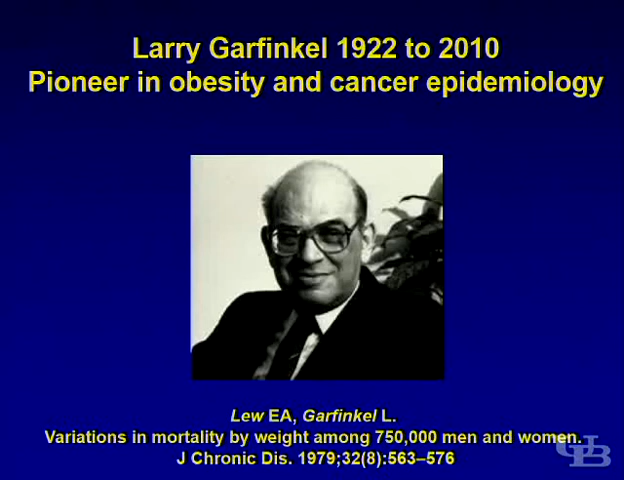 Larry Garfinkel 1922 to 2010
Pioneer in obesity and cancer epidemiology
Lew EA, Garfinkel L.
Variations in mortality by weight among 750,000 men and women.
J Chronic Dis. 1979;32(8):563–576
UB